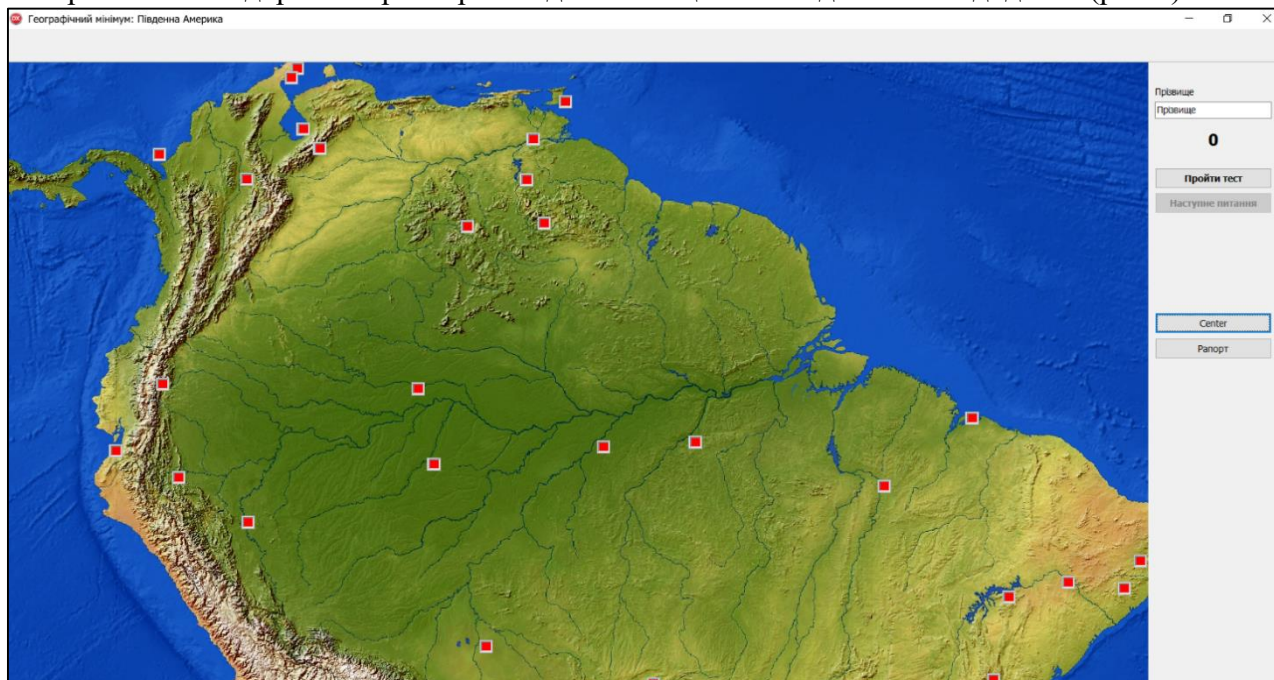 Географічний мінімум: Південна Америка
Прізвище
Прізвище
0
Пройти тест
Наступне питання
Center
Рапорт